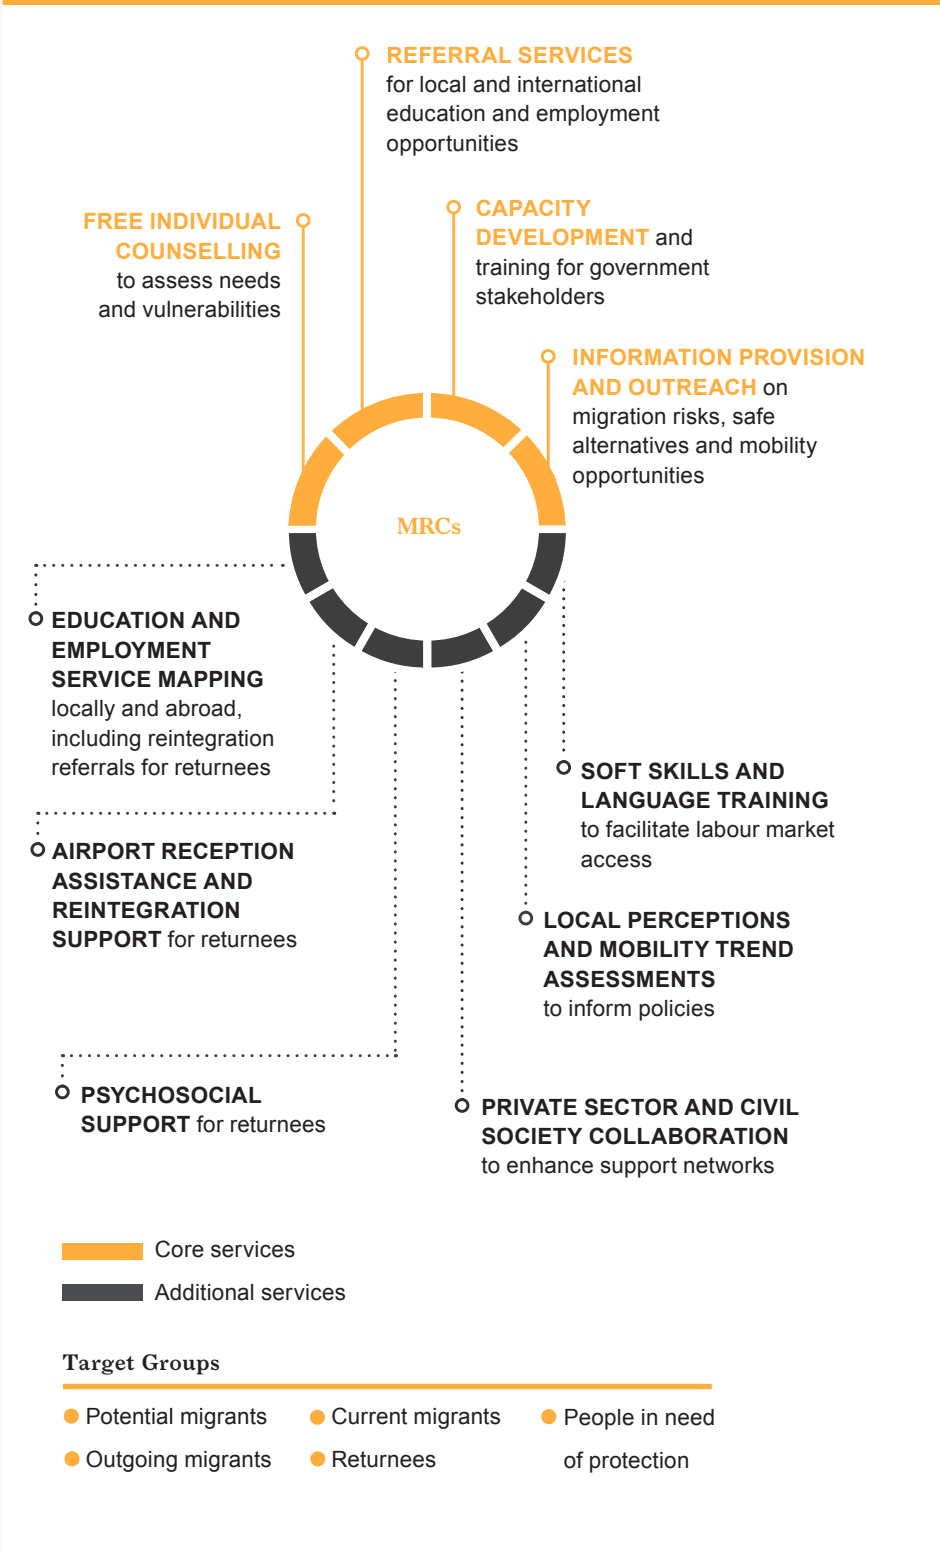 REFERRAL SERVICES
for local and international
education and employment
opportunities
FREE INDIVIDUAL
COUNSELLING
to assess needs
and vulnerabilities
CAPACITY
DEVELOPMENT and
training for government
stakeholders
INFORMATION PROVISION
AND OUTREACH on
migration risks, safe
alternatives and mobility
opportunities
MRCs
EDUCATION AND
EMPLOYMENT
SERVICE MAPPING
locally and abroad,
including reintegration
referrals for returnees
SOFT SKILLS AND
LANGUAGE TRAINING
to facilitate labour market
access
AIRPORT RECEPTION
ASSISTANCE AND
REINTEGRATION
SUPPORT for returnees
LOCAL PERCEPTIONS
AND MOBILITY TREND
ASSESSMENTS
to inform policies
PSYCHOSOCIAL
SUPPORT for returnees
PRIVATE SECTOR AND CIVIL
SOCIETY COLLABORATION
to enhance support networks
Core services
Additional services
Target Groups
Potential migrants
Outgoing migrants
Current migrants
Returnees
People in need
of protection